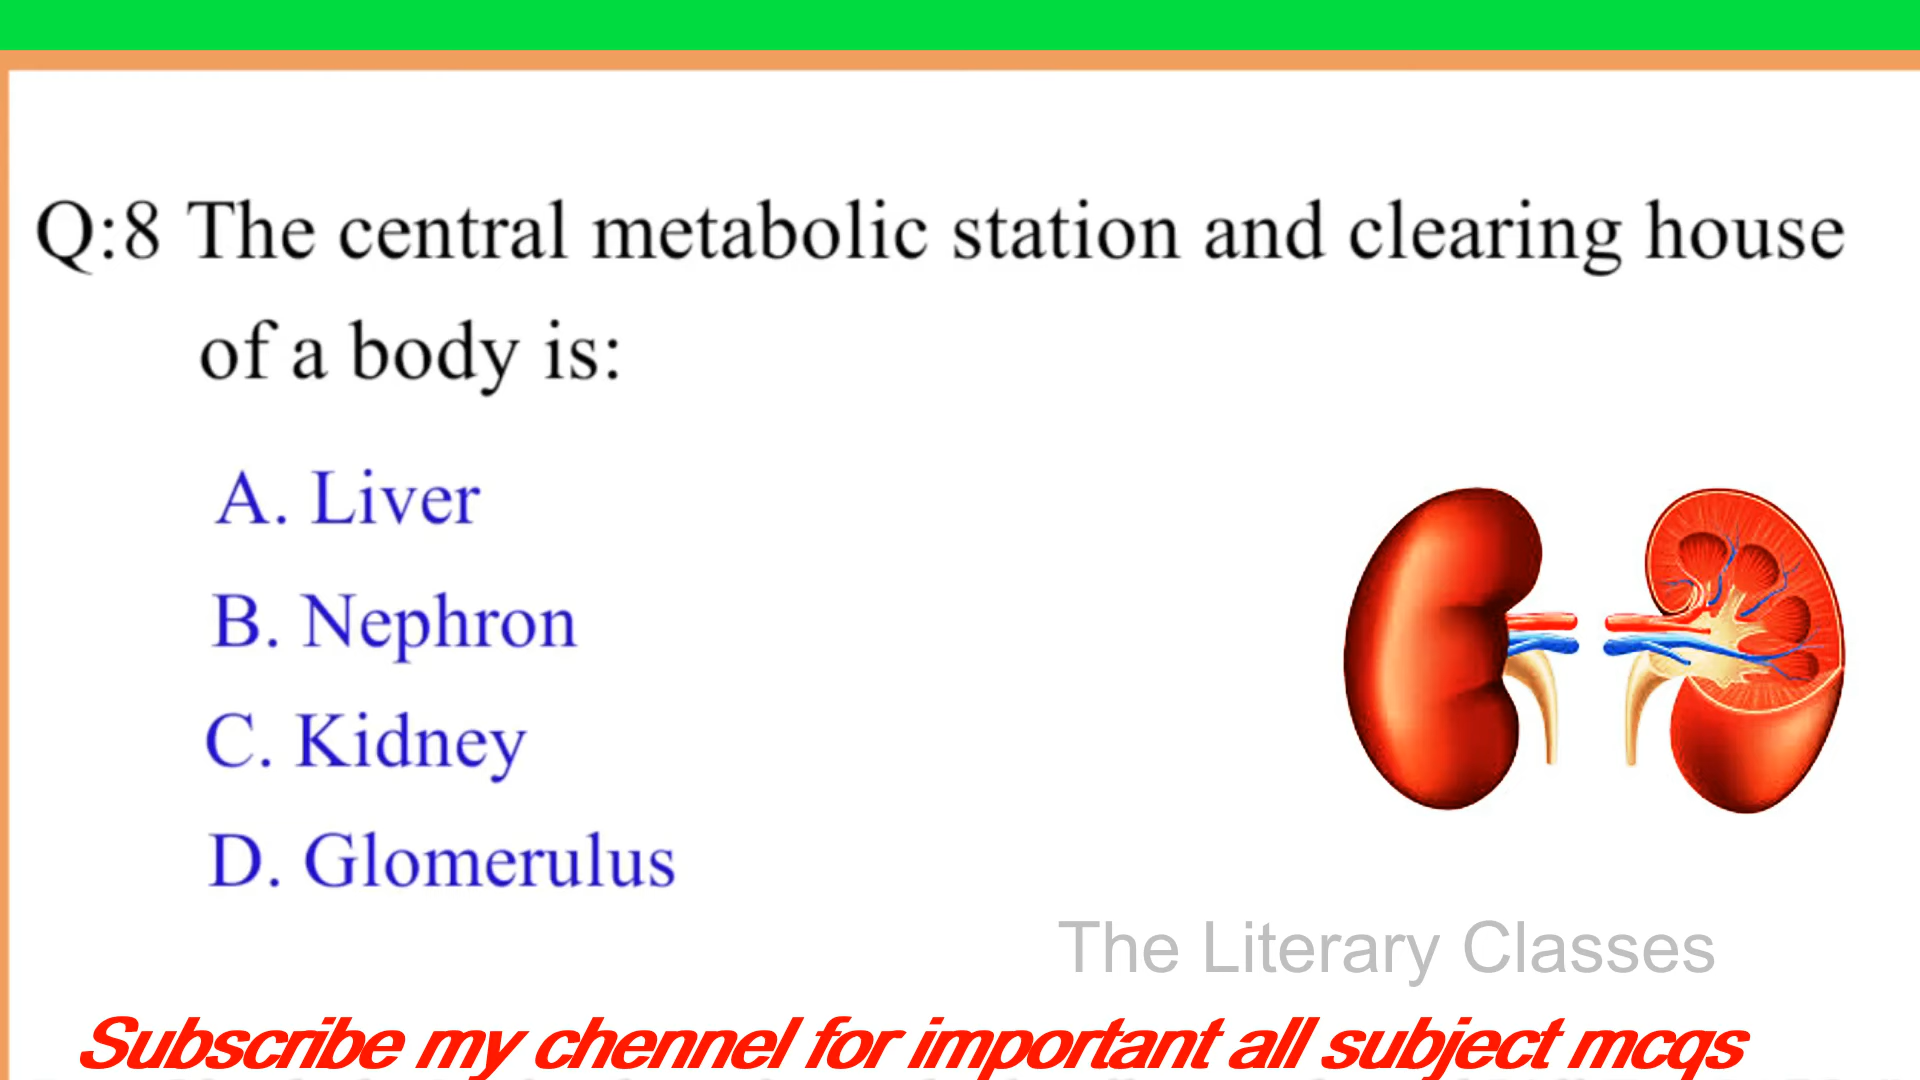 Q:8 The central metabolic station and clearing house
of a body is:
A. Liver
B. Nephron
C. Kidney
D. Glomerulus
The Literary Classes
Subscribe my chennel for important all subject mcqs